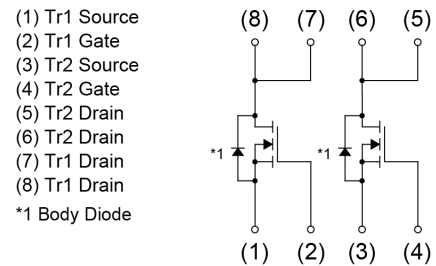 (1) Tr1 Source
(2) Tr1 Gate
(3) Tr2 Source
(4) Tr2 Gate
(5) Tr2 Drain
(6) Tr2 Drain
(7) Tr1 Drain
(8) Tr1 Drain
*1 Body Diode
(8) (7) (6) (5)
*1 *1
(1) (2) (3) (4)